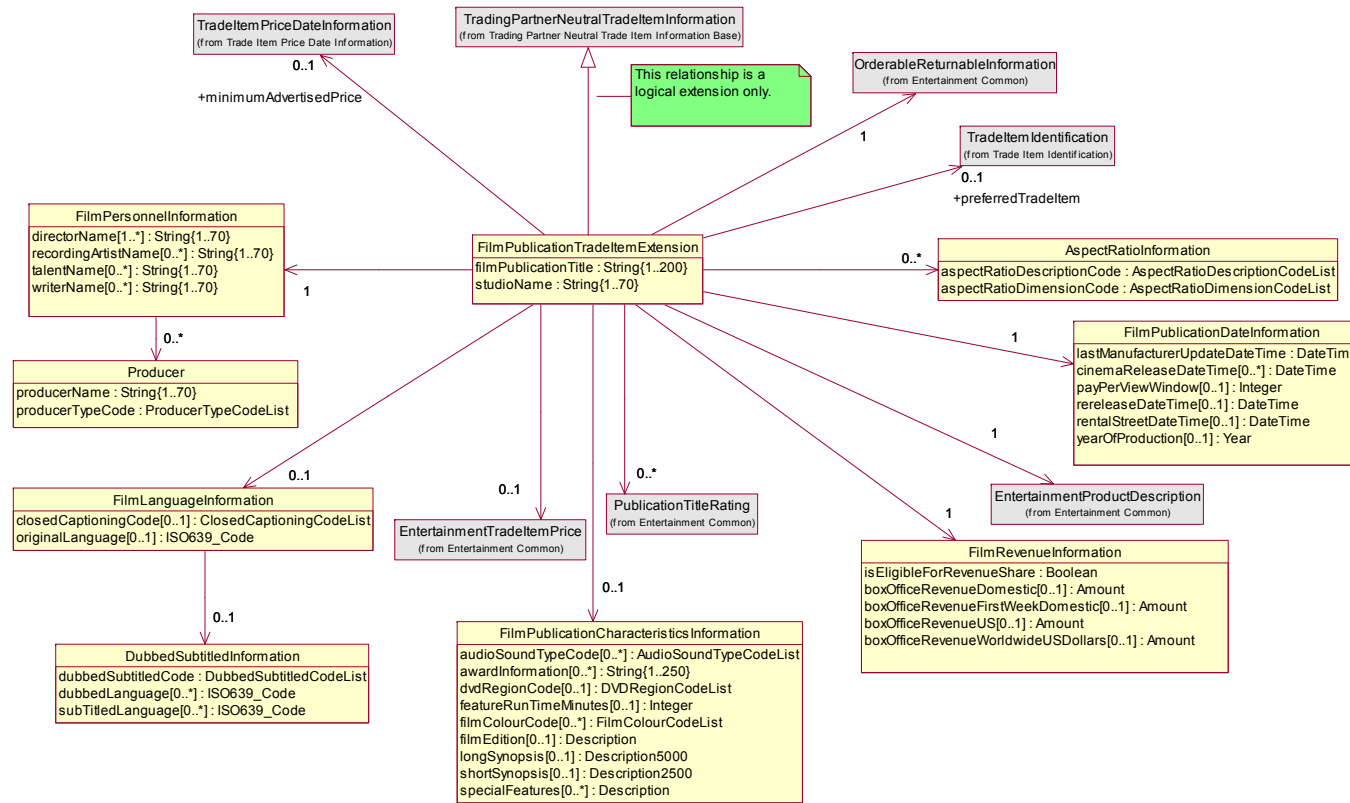 TradeItemPriceDateInformation
(from Trade Item Price Date Information)
0..1
+minimumAdvertisedPrice
TradingPartnerNeutralTradeItemInformation
(from Trading Partner Neutral Trade Item Information Base)
This relationship is a
logical extension only.
OrderableReturnableInformation
(from Entertainment Common)
1
TradeItemIdentification
(from Trade Item Identification)
0..1
+preferredTradeItem
FilmPersonnelInformation
directorName[1..*] : String{1..70}
recordingArtistName[0..*] : String{1..70}
talentName[0..*] : String{1..70}
writerName[0..*] : String{1..70}
1
FilmPublicationTradeItemExtension
filmPublicationTitle : String{1..200}
studioName : String{1..70}
0..*
AspectRatioInformation
aspectRatioDescriptionCode : AspectRatioDescriptionCodeList
aspectRatioDimensionCode : AspectRatioDimensionCodeList
0..*
Producer
producerName : String{1..70}
producerTypeCode : ProducerTypeCodeList
1
FilmPublicationDateInformation
lastManufacturerUpdateDateTime : DateTim
cinemaReleaseDateTime[0..*] : DateTime
payPerViewWindow[0..1] : Integer
rereleaseDateTime[0..1] : DateTime
rentalStreetDateTime[0..1] : DateTime
yearOfProduction[0..1] : Year
0..1
FilmLanguageInformation
closedCaptioningCode[0..1] : ClosedCaptioningCodeList
originalLanguage[0..1] : ISO639_Code
0..1
EntertainmentTradeItemPrice
(from Entertainment Common)
0..*
PublicationTitleRating
(from Entertainment Common)
1
EntertainmentProductDescription
(from Entertainment Common)
1
FilmRevenueInformation
isEligibleForRevenueShare : Boolean
boxOfficeRevenueDomestic[0..1] : Amount
boxOfficeRevenueFirstWeekDomestic[0..1] : Amount
boxOfficeRevenueUS[0..1] : Amount
boxOfficeRevenueWorldwideUSDollars[0..1] : Amount
0..1
DubbedSubtitledInformation
dubbedSubtitledCode : DubbedSubtitledCodeList
dubbedLanguage[0..*] : ISO639_Code
subTitledLanguage[0..*] : ISO639_Code
0..1
FilmPublicationCharacteristicsInformation
audioSoundTypeCode[0..*] : AudioSoundTypeCodeList
awardInformation[0..*] : String{1..250}
dvdRegionCode[0..1] : DVDRegionCodeList
featureRunTimeMinutes[0..1] : Integer
filmColourCode[0..*] : FilmColourCodeList
filmEdition[0..1] : Description
longSynopsis[0..1] : Description5000
shortSynopsis[0..1] : Description2500
specialFeatures[0..*] : Description